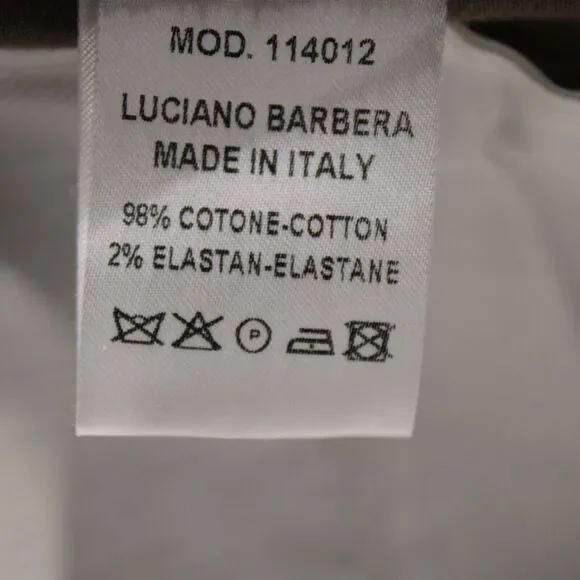 MOD. 114012
LUCIANO BARBERA
MADE IN ITALY
98% COTONE-COTTON
2% ELASTAN-ELASTANE
P